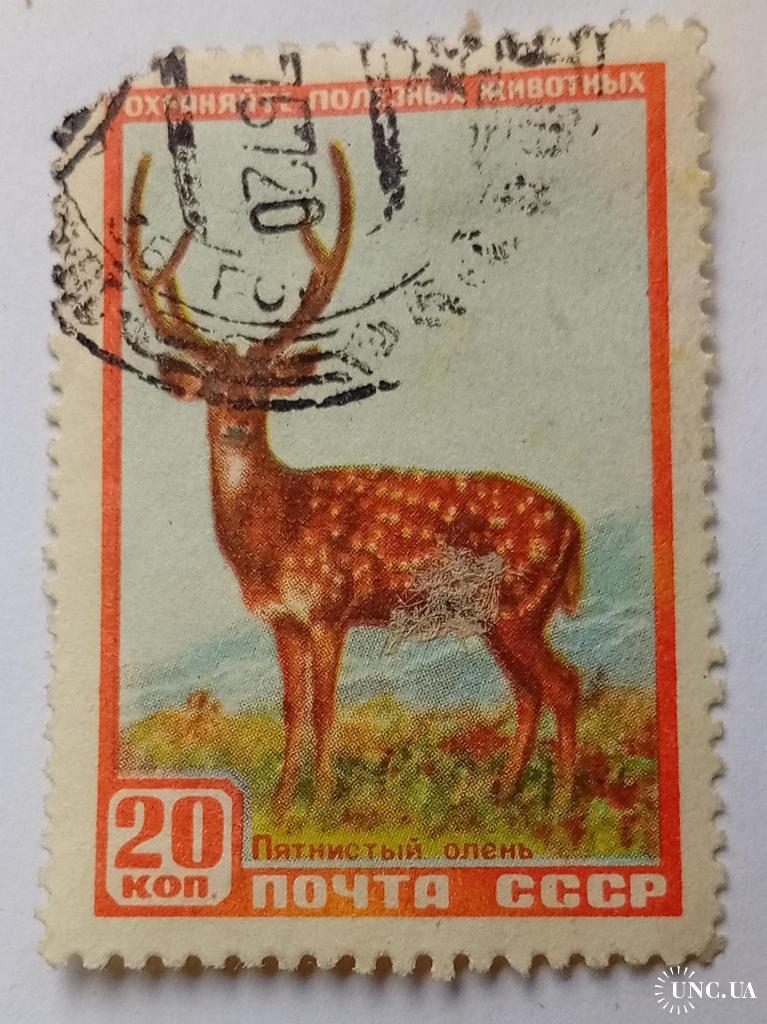 ОХРАНЯЙТЕ ПОЛЕЗНЫХ ЖИВОТНЫХ
20
КОП.
Пятнистый олень
ПОЧТА СССР
UNC.UA